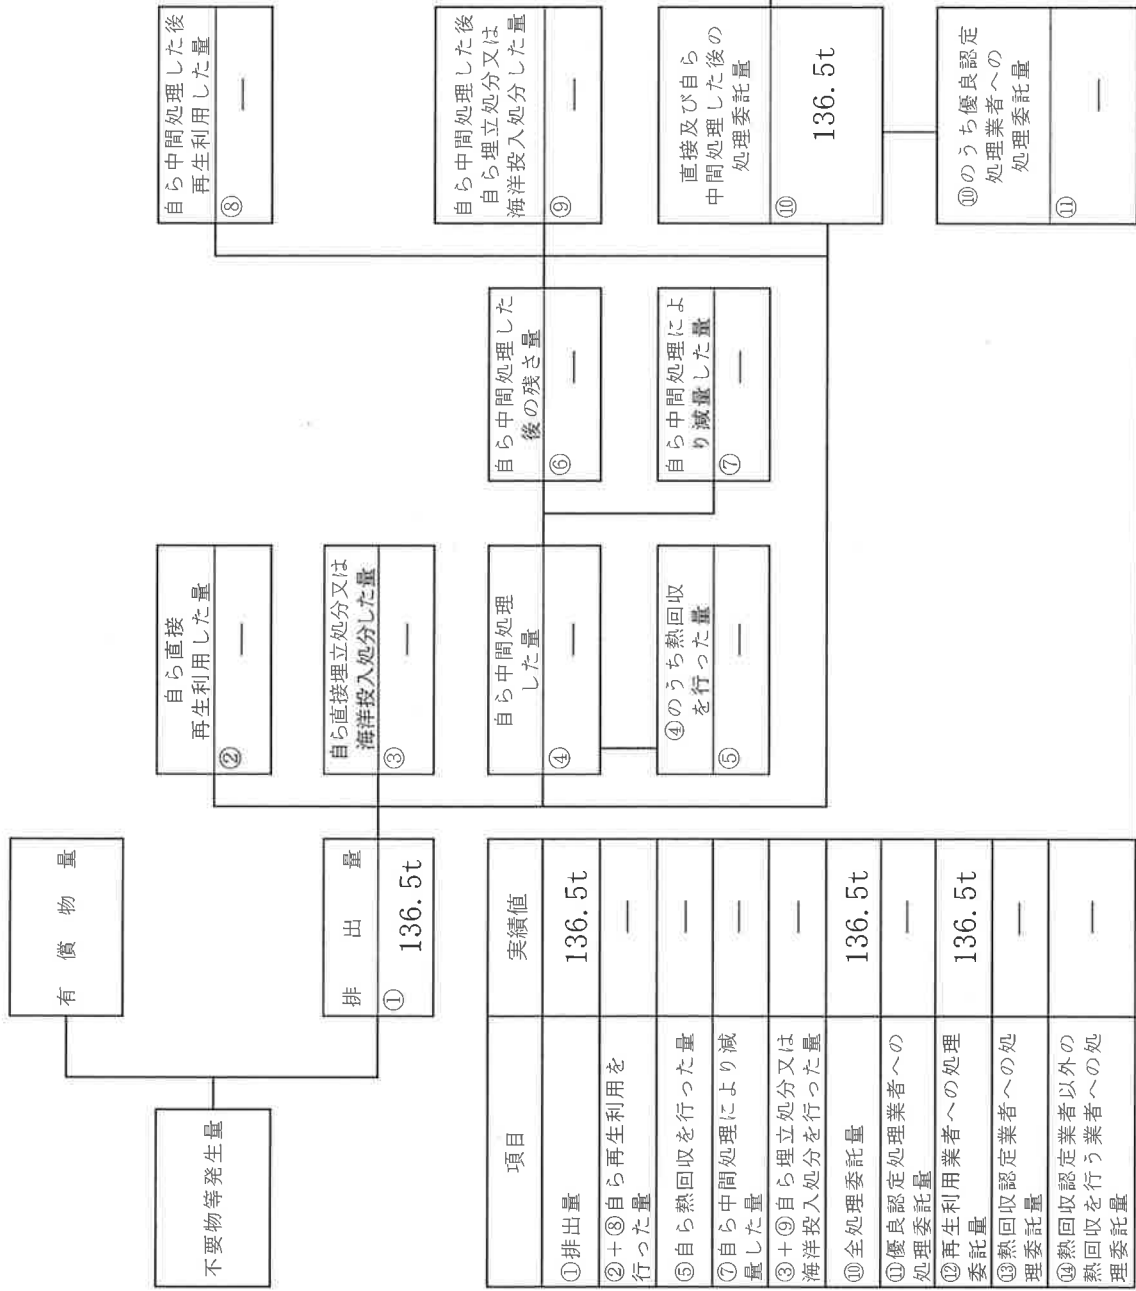 不要物等発生量
有償物量
排出量
① 136.5t
自ら直接
再生利用した量
② ―
自ら直接埋立処分又は
海洋投入処分した量
③ ―
自ら中間処理
した量
④ ―
④のうち熱回収
を行った量
⑤ ―
自ら中間処理した
後の残さ量
⑥ ―
自ら中間処理によ
り減量した量
⑦ ―
自ら中間処理した後
再生利用した量
⑧ ―
自ら中間処理した後
自ら埋立処分又は
海洋投入処分した量
⑨ ―
直接及び自ら
中間処理した後の
処理委託量
⑩ 136.5t
⑩のうち優良認定
処理業者への
処理委託量
⑪ ―
項目 実績値
①排出量 136.5t
②+⑧自ら再生利用を
行った量 ―
⑤自ら熱回収を行った量 ―
⑦自ら中間処理により減
量した量 ―
③+⑨自ら埋立処分又は
海洋投入処分を行った量 ―
⑩全処理委託量 136.5t
⑪優良認定処理業者への
処理委託量 ―
⑫再生利用業者への処理
委託量 136.5t
⑬熱回収認定業者への処
理委託量 ―
⑭熱回収認定業者以外の
熱回収を行う業者への処
理委託量 ―